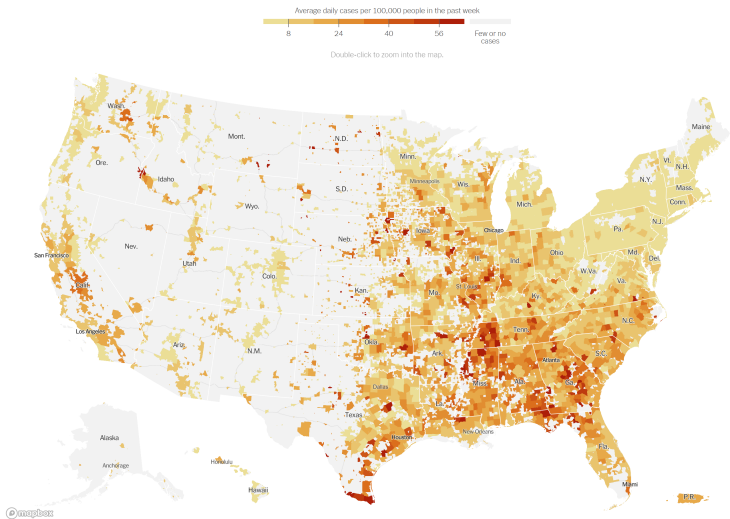 Average daily cases per 100,000 people in the past week
8 24 40 56 Few or no cases
Double-click to zoom into the map.
Wash.
Mont.
N.D.
Minn.
Maine
Ore.
Idaho
S.D.
Minneapolis
Wis.
Mich.
Vt.
N.H.
N.Y.
Mass.
Conn.
Wyo.
Neb.
Iowa
Chicago
Ill.
Ind.
Ohio
Pa.
N.J.
Md.
Del.
San Francisco
Nev.
Utah
Colo.
Kan.
Mo.
St. Louis
W.Va.
Va.
Ky.
Calif.
Los Angeles
Ariz.
N.M.
Okla.
Ark.
Tenn.
N.C.
S.C.
Atlanta
Dallas
Miss.
Ala.
Ga.
Texas
La.
Houston
New Orleans
Fla.
Miami
Alaska
Anchorage
Honolulu
Hawaii
P.R.
mapbox